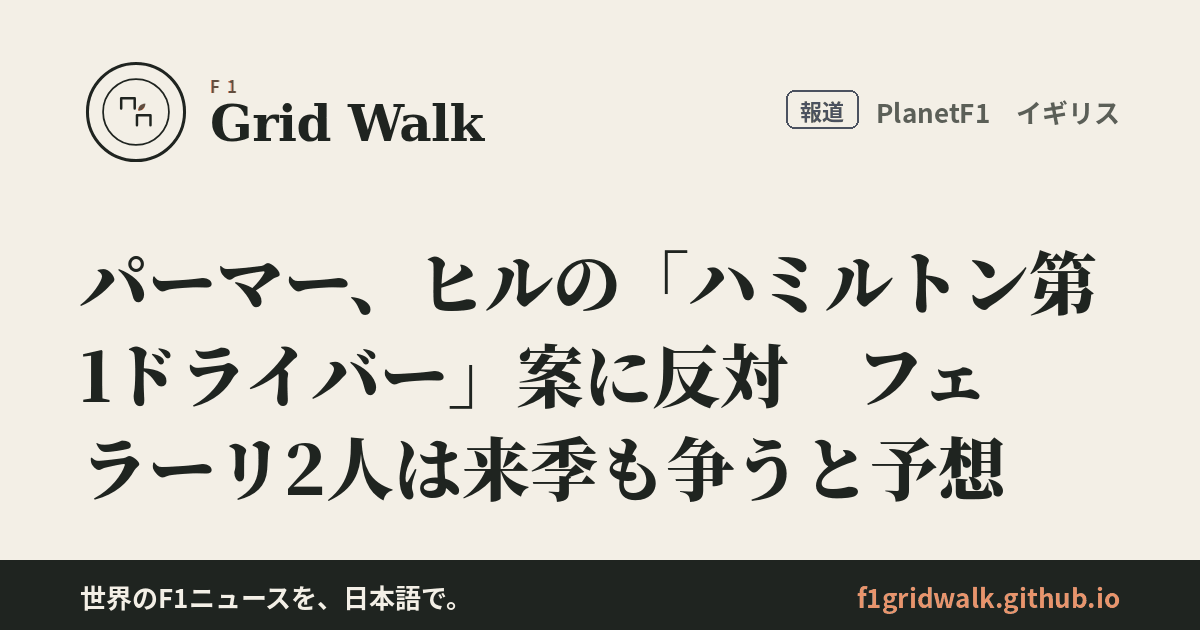 F1
Grid Walk
報道 PlanetF1 イギリス
パーマー、ヒルの「ハミルトン第
1ドライバー」案に反対 フェ
ラーリ2人は来季も争うと予想
世界のF1ニュースを、日本語で。
f1gridwalk.github.io